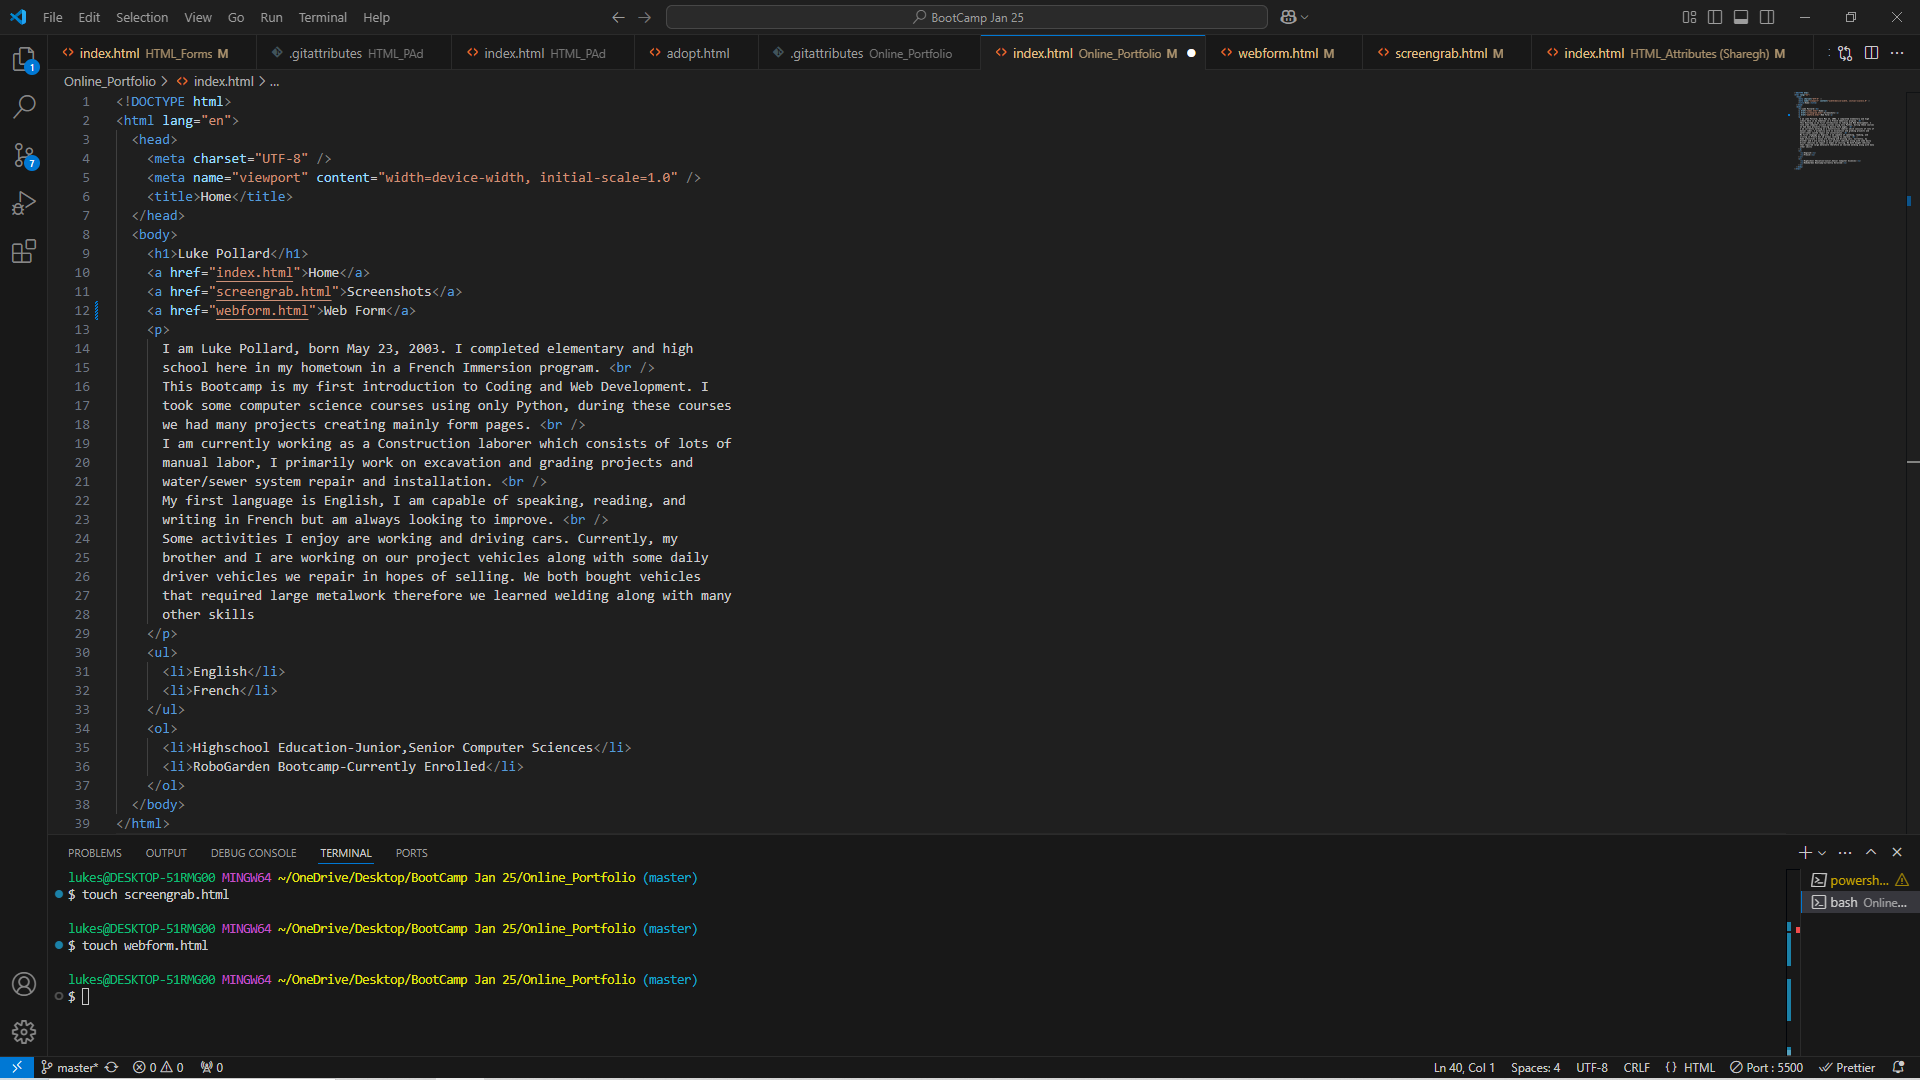 File Edit Selection View Go Run Terminal Help
BootCamp Jan 25
index.html HTML_Forms M
.gitattributes HTML_PAd
index.html HTML_PAd
adopt.html
.gitattributes Online_Portfolio
index.html Online_Portfolio M
webform.html M
screengrab.html M
index.html HTML_Attributes (Sharegh) M
1
7
Online_Portfolio > index.html > ...
1 <!DOCTYPE html>
2 <html lang="en">
3 <head>
4 <meta charset="UTF-8" />
5 <meta name="viewport" content="width=device-width, initial-scale=1.0" />
6 <title>Home</title>
7 </head>
8 <body>
9 <h1>Luke Pollard</h1>
10 <a href="index.html">Home</a>
11 <a href="screengrab.html">Screenshots</a>
12 <a href="webform.html">Web Form</a>
13 <p>
14 I am Luke Pollard, born May 23, 2003. I completed elementary and high
15 school here in my hometown in a French Immersion program. <br />
16 This Bootcamp is my first introduction to Coding and Web Development. I
17 took some computer science courses using only Python, during these courses
18 we had many projects creating mainly form pages. <br />
19 I am currently working as a Construction laborer which consists of lots of
20 manual labor, I primarily work on excavation and grading projects and
21 water/sewer system repair and installation. <br />
22 My first language is English, I am capable of speaking, reading, and
23 writing in French but am always looking to improve. <br />
24 Some activities I enjoy are working and driving cars. Currently, my
25 brother and I are working on our project vehicles along with some daily
26 driver vehicles we repair in hopes of selling. We both bought vehicles
27 that required large metalwork therefore we learned welding along with many
28 other skills
29 </p>
30 <ul>
31 <li>English</li>
32 <li>French</li>
33 </ul>
34 <ol>
35 <li>Highschool Education-Junior,Senior Computer Sciences</li>
36 <li>RoboGarden Bootcamp-Currently Enrolled</li>
37 </ol>
38 </body>
39 </html>
PROBLEMS OUTPUT DEBUG CONSOLE TERMINAL PORTS
lukes@DESKTOP-51RMG00 MINGW64 ~/OneDrive/Desktop/BootCamp Jan 25/Online_Portfolio (master)
$ touch screengrab.html
lukes@DESKTOP-51RMG00 MINGW64 ~/OneDrive/Desktop/BootCamp Jan 25/Online_Portfolio (master)
$ touch webform.html
lukes@DESKTOP-51RMG00 MINGW64 ~/OneDrive/Desktop/BootCamp Jan 25/Online_Portfolio (master)
$
powersh...
bash Online...
master* 0 0 0 Ln 40, Col 1 Spaces: 4 UTF-8 CRLF {} HTML Port : 5500 Prettier